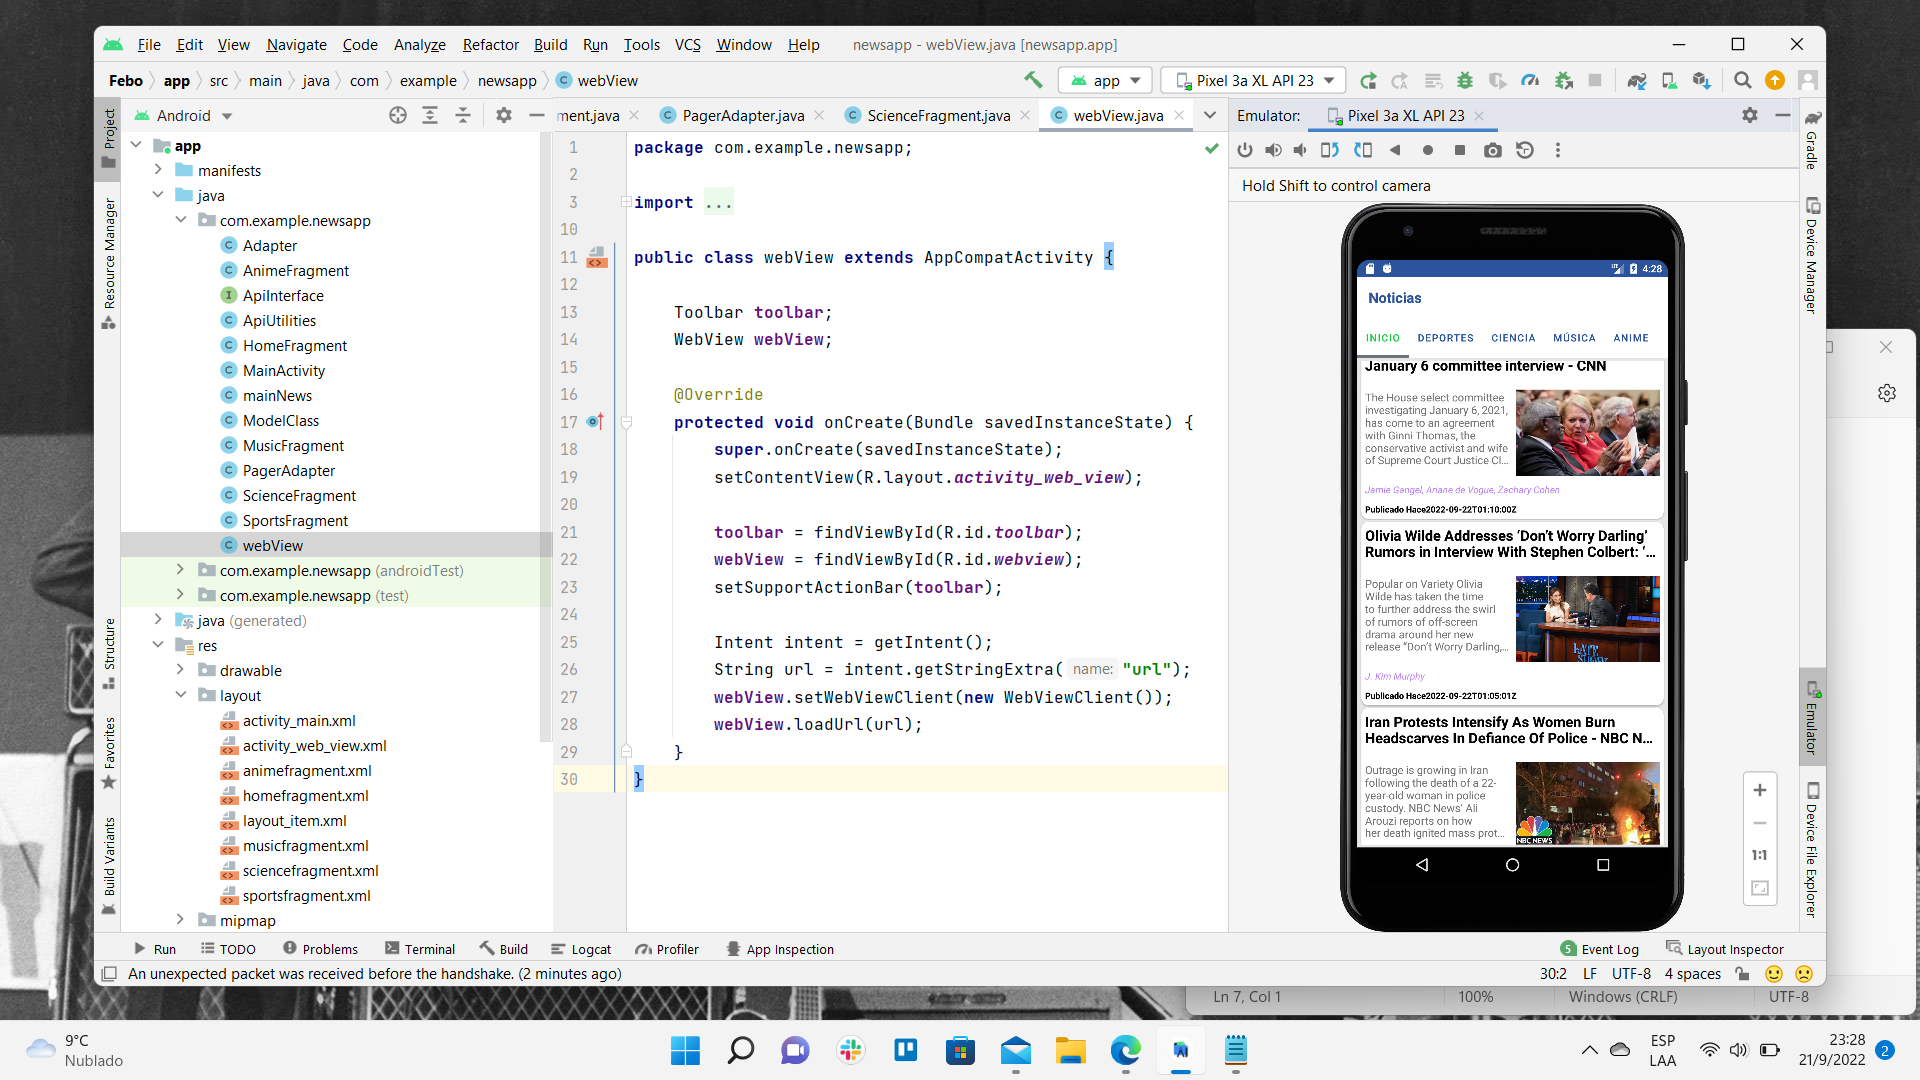 File Edit View Navigate Code Analyze Refactor Build Run Tools VCS Window Help newsapp - webView.java [newsapp.app]
Febo app src main java com example newsapp webView app Pixel 3a XL API 23
Android
ment.java PagerAdapter.java ScienceFragment.java webView.java
Emulator: Pixel 3a XL API 23
Hold Shift to control camera
Project
Resource Manager
Structure
Favorites
Build Variants
app
manifests
java
com.example.newsapp
Adapter
AnimeFragment
ApiInterface
ApiUtilities
HomeFragment
MainActivity
mainNews
ModelClass
MusicFragment
PagerAdapter
ScienceFragment
SportsFragment
webView
com.example.newsapp (androidTest)
com.example.newsapp (test)
java (generated)
res
drawable
layout
activity_main.xml
activity_web_view.xml
animefragment.xml
homefragment.xml
layout_item.xml
musicfragment.xml
sciencefragment.xml
sportsfragment.xml
mipmap
1 package com.example.newsapp;
2
3 import ...
10
11 public class webView extends AppCompatActivity {
12
13 Toolbar toolbar;
14 WebView webView;
15
16 @Override
17 protected void onCreate(Bundle savedInstanceState) {
18 super.onCreate(savedInstanceState);
19 setContentView(R.layout.activity_web_view);
20
21 toolbar = findViewById(R.id.toolbar);
22 webView = findViewById(R.id.webview);
23 setSupportActionBar(toolbar);
24
25 Intent intent = getIntent();
26 String url = intent.getStringExtra( name: "url");
27 webView.setWebViewClient(new WebViewClient());
28 webView.loadUrl(url);
29 }
30 }
4:28
Noticias
INICIO DEPORTES CIENCIA MÚSICA ANIME
January 6 committee interview - CNN
The House select committee
investigating January 6, 2021,
has come to an agreement
with Ginni Thomas, the
conservative activist and wife
of Supreme Court Justice Cl...
Jamie Gangel, Ariane de Vogue, Zachary Cohen
Publicado Hace2022-09-22T01:10:00Z
Olivia Wilde Addresses ‘Don’t Worry Darling’
Rumors in Interview With Stephen Colbert: ‘...
Popular on Variety Olivia
Wilde has taken the time
to further address the swirl
of rumors of off-screen
drama around her new
release “Don’t Worry Darling,...
J. Kim Murphy
Publicado Hace2022-09-22T01:05:01Z
Iran Protests Intensify As Women Burn
Headscarves In Defiance Of Police - NBC N...
Outrage is growing in Iran
following the death of a 22-
year-old woman in police
custody. NBC News’ Ali
Arouzi reports on how
her death ignited mass prot...
NBC NEWS
1:1
Gradle
Device Manager
Emulator
Device File Explorer
Run TODO Problems Terminal Build Logcat Profiler App Inspection 5 Event Log Layout Inspector
An unexpected packet was received before the handshake. (2 minutes ago) 30:2 LF UTF-8 4 spaces
Ln 7, Col 1 100% Windows (CRLF) UTF-8
9°C
Nublado
ESP
LAA
23:28
21/9/2022
2